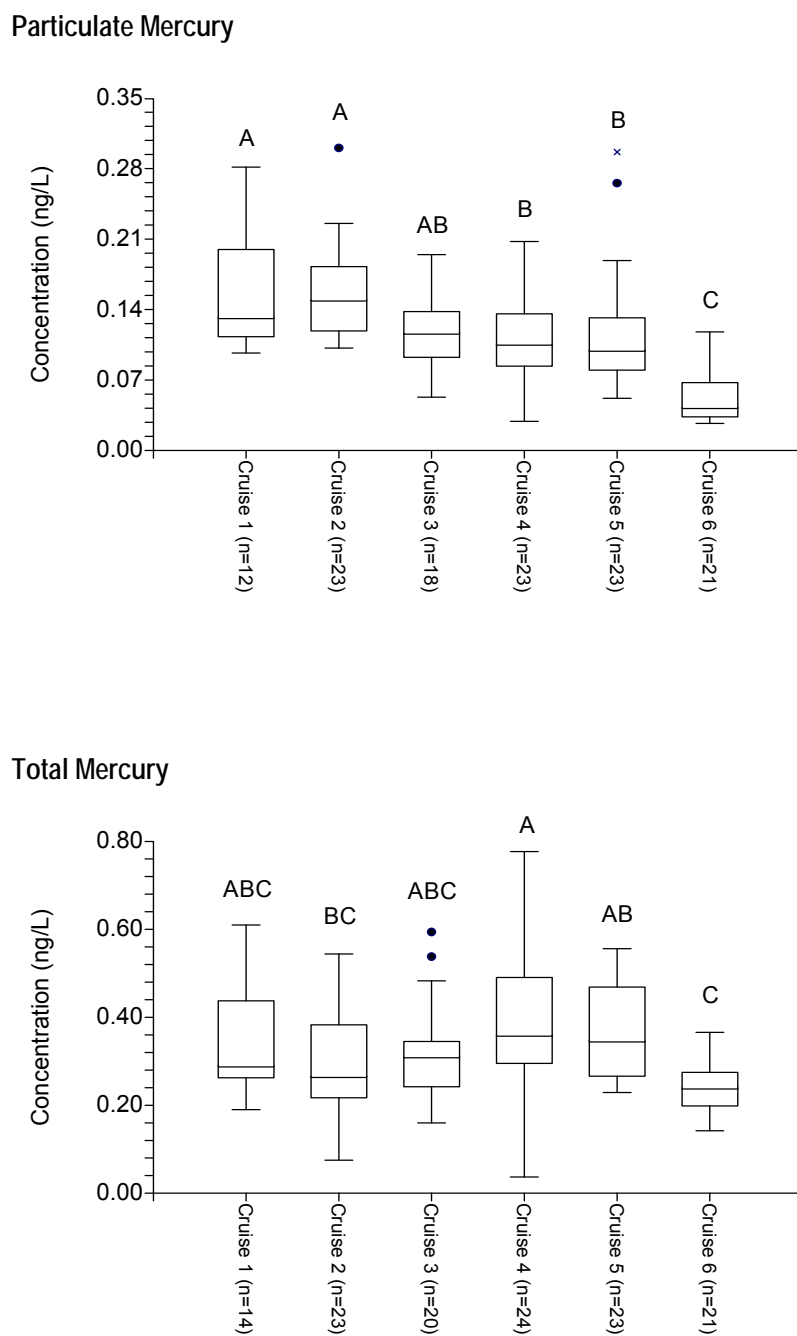 Particulate Mercury
0.35
0.28
0.21
0.14
0.07
0.00
Concentration (ng/L)
A
A
AB
B
B
C
Cruise 1 (n=12)
Cruise 2 (n=23)
Cruise 3 (n=18)
Cruise 4 (n=23)
Cruise 5 (n=23)
Cruise 6 (n=21)
Total Mercury
0.80
0.60
0.40
0.20
0.00
Concentration (ng/L)
ABC
BC
ABC
A
AB
C
Cruise 1 (n=14)
Cruise 2 (n=23)
Cruise 3 (n=20)
Cruise 4 (n=24)
Cruise 5 (n=23)
Cruise 6 (n=21)